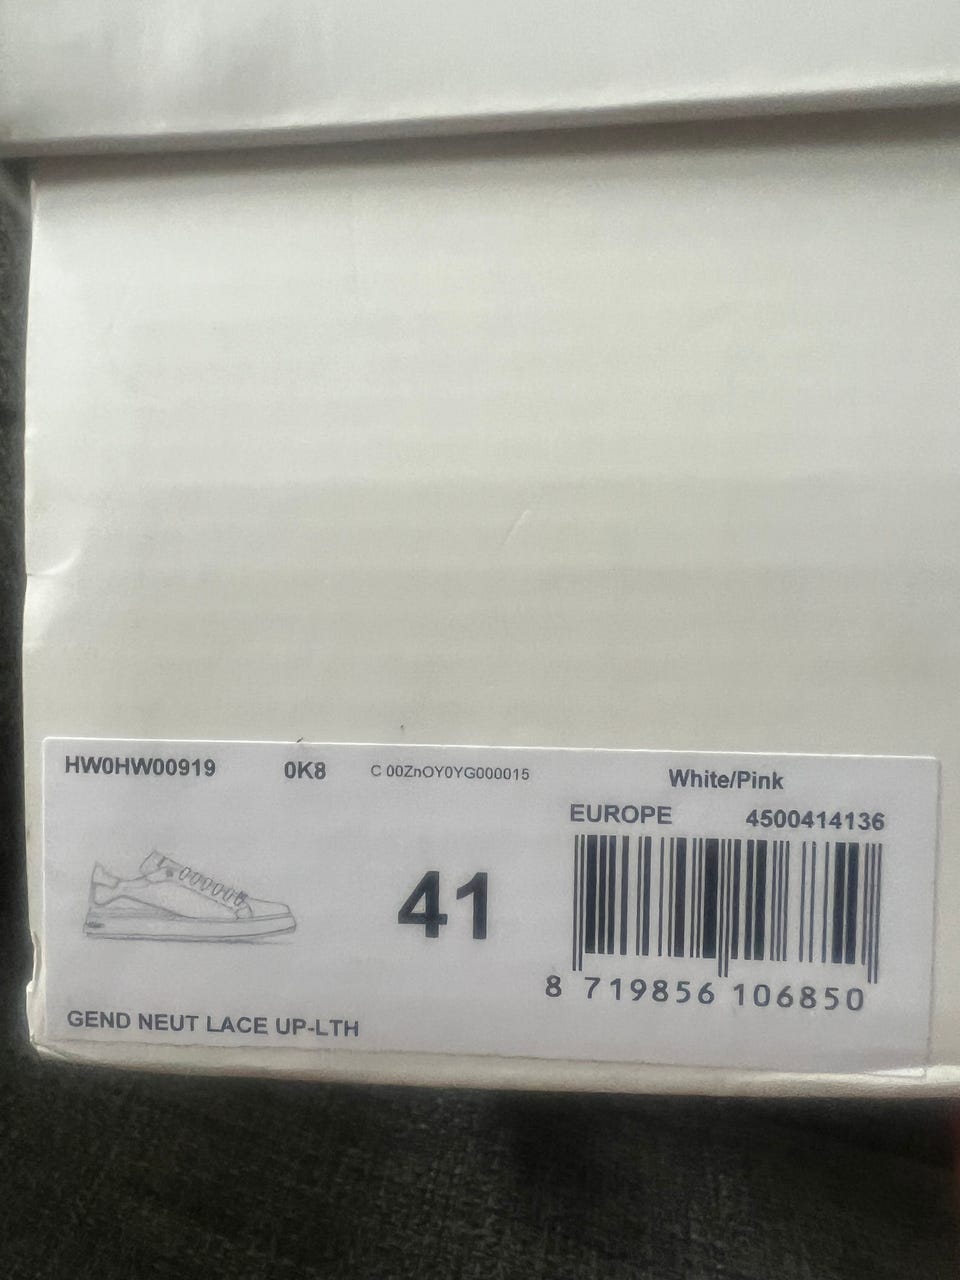 HW0HW00919 0K8 C 00ZnOY0YG000015 White/Pink
EUROPE 4500414136
41
8 719856 106850
GEND NEUT LACE UP-LTH